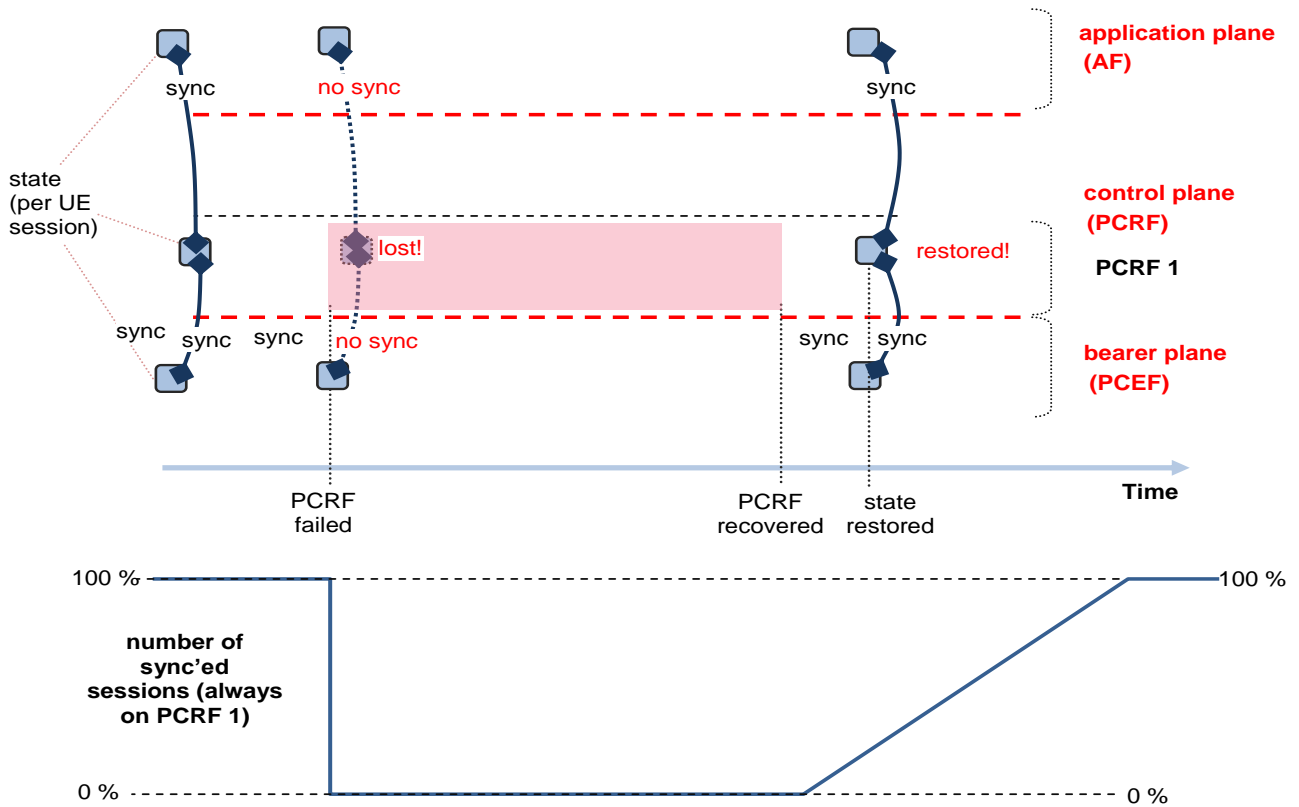 application plane
(AF)
sync
no sync
sync
state
(per UE
session)
control plane
(PCRF)
lost!
restored!
PCRF 1
sync
sync
sync
no sync
sync
sync
bearer plane
(PCEF)
Time
PCRF
failed
PCRF
recovered
state
restored
100 %
100 %
number of
sync'ed
sessions (always
on PCRF 1)
0 %
0 %